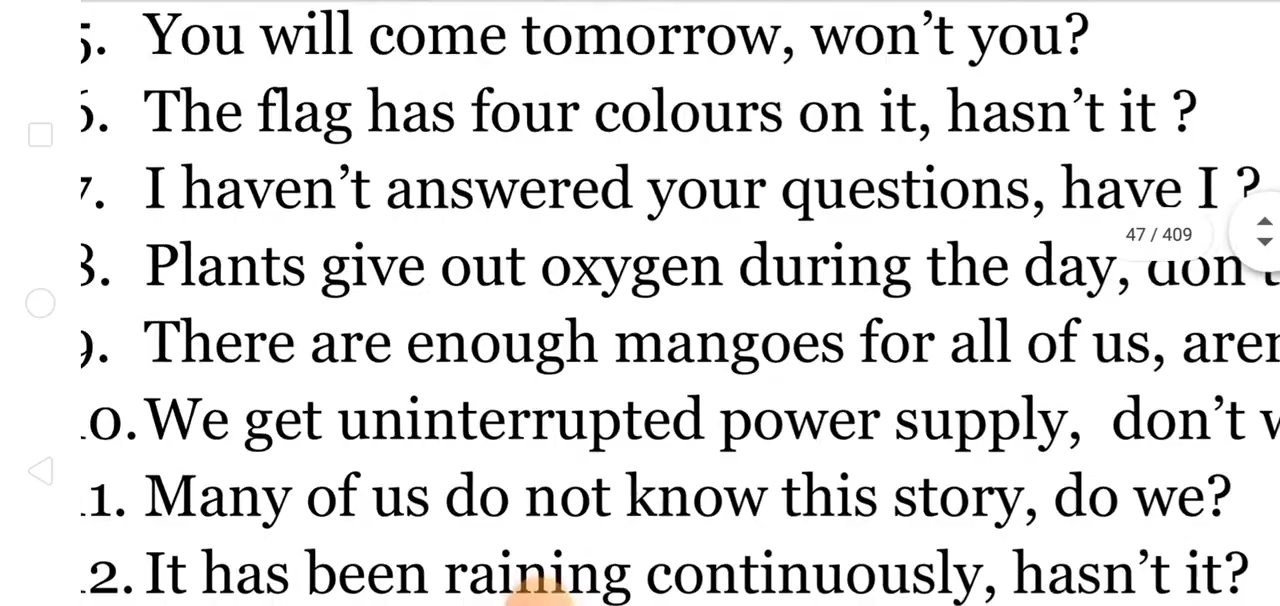 5. You will come tomorrow, won't you?
6. The flag has four colours on it, hasn't it ?
7. I haven't answered your questions, have I ?
47 / 409
8. Plants give out oxygen during the day, don't
9. There are enough mangoes for all of us,
10. We get uninterrupted power supply, don't
11. Many of us do not know this story, do we?
12. It has been raining continuously, hasn't it?